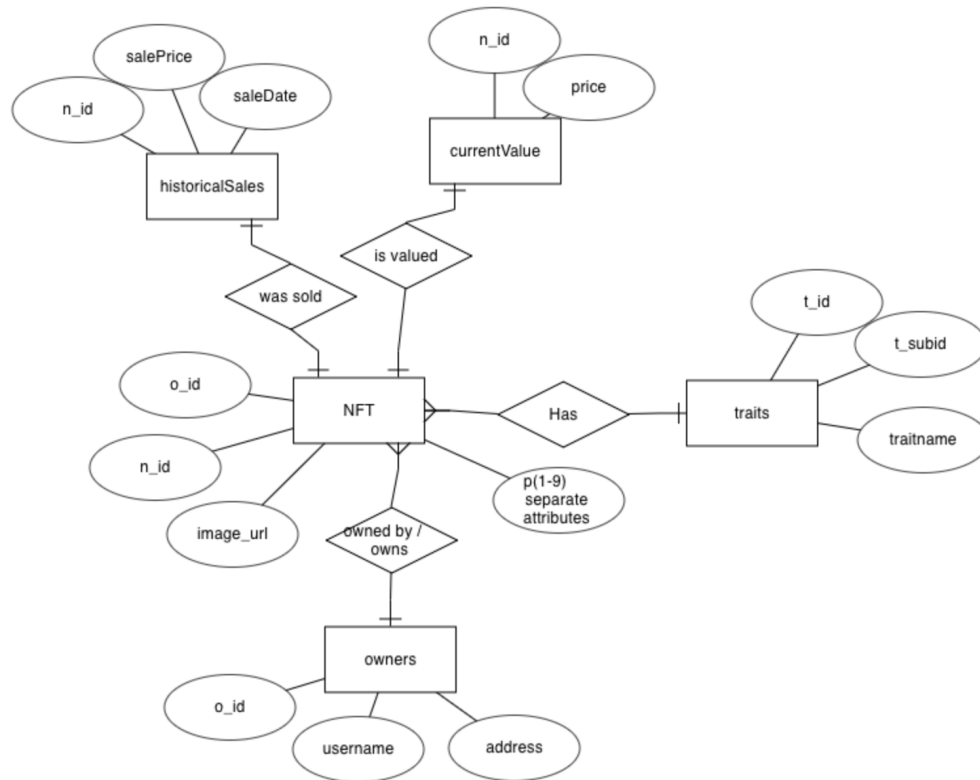 salePrice
n_id
saleDate
historicalSales
n_id
price
currentValue
was sold
is valued
t_id
t_subid
traitname
traits
Has
o_id
n_id
image_url
NFT
p(1-9)
separate
attributes
owned by /
owns
owners
o_id
username
address